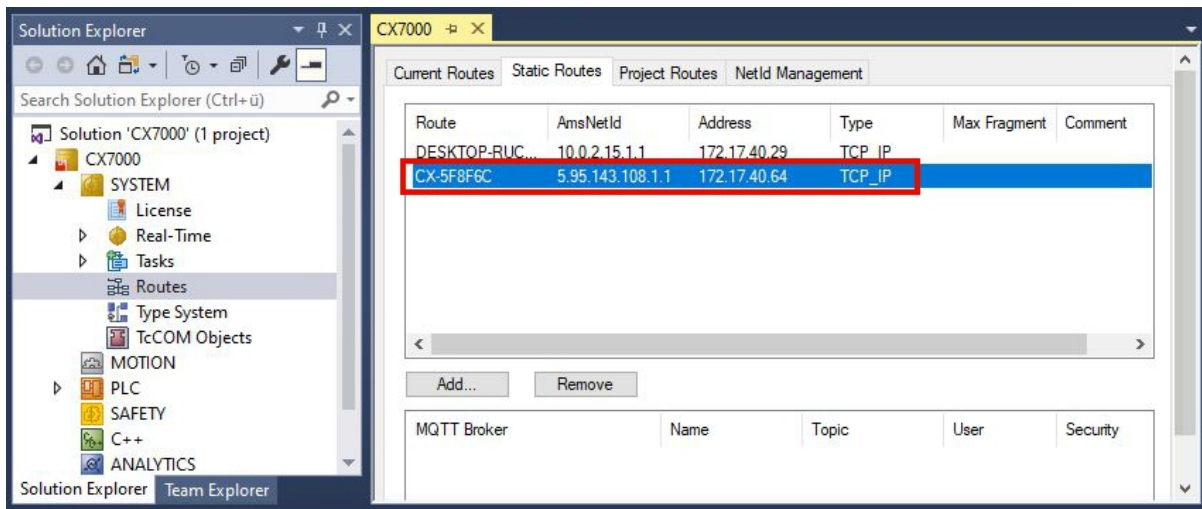 Solution Explorer
Search Solution Explorer (Ctrl+ü)
Solution 'CX7000' (1 project)
CX7000
SYSTEM
License
Real-Time
Tasks
Routes
Type System
TcCOM Objects
MOTION
PLC
SAFETY
C++
ANALYTICS
Solution Explorer Team Explorer
CX7000
Current Routes Static Routes Project Routes NetId Management
Route AmsNetId Address Type Max Fragment Comment
DESKTOP-RUC... 10.0.2.15.1.1 172.17.40.29 TCP_IP
CX-5F8F6C 5.95.143.108.1.1 172.17.40.64 TCP_IP
Add... Remove
MQTT Broker Name Topic User Security